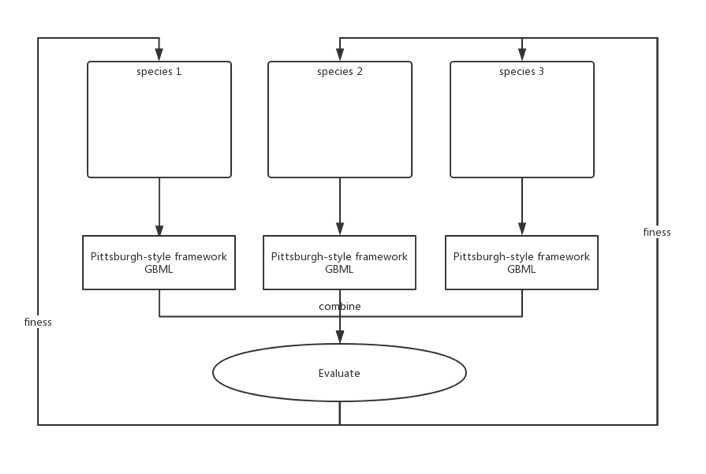 species 1
species 2
species 3
Pittsburgh-style framework
GBML
Pittsburgh-style framework
GBML
Pittsburgh-style framework
GBML
finess
combine
finess
Evaluate